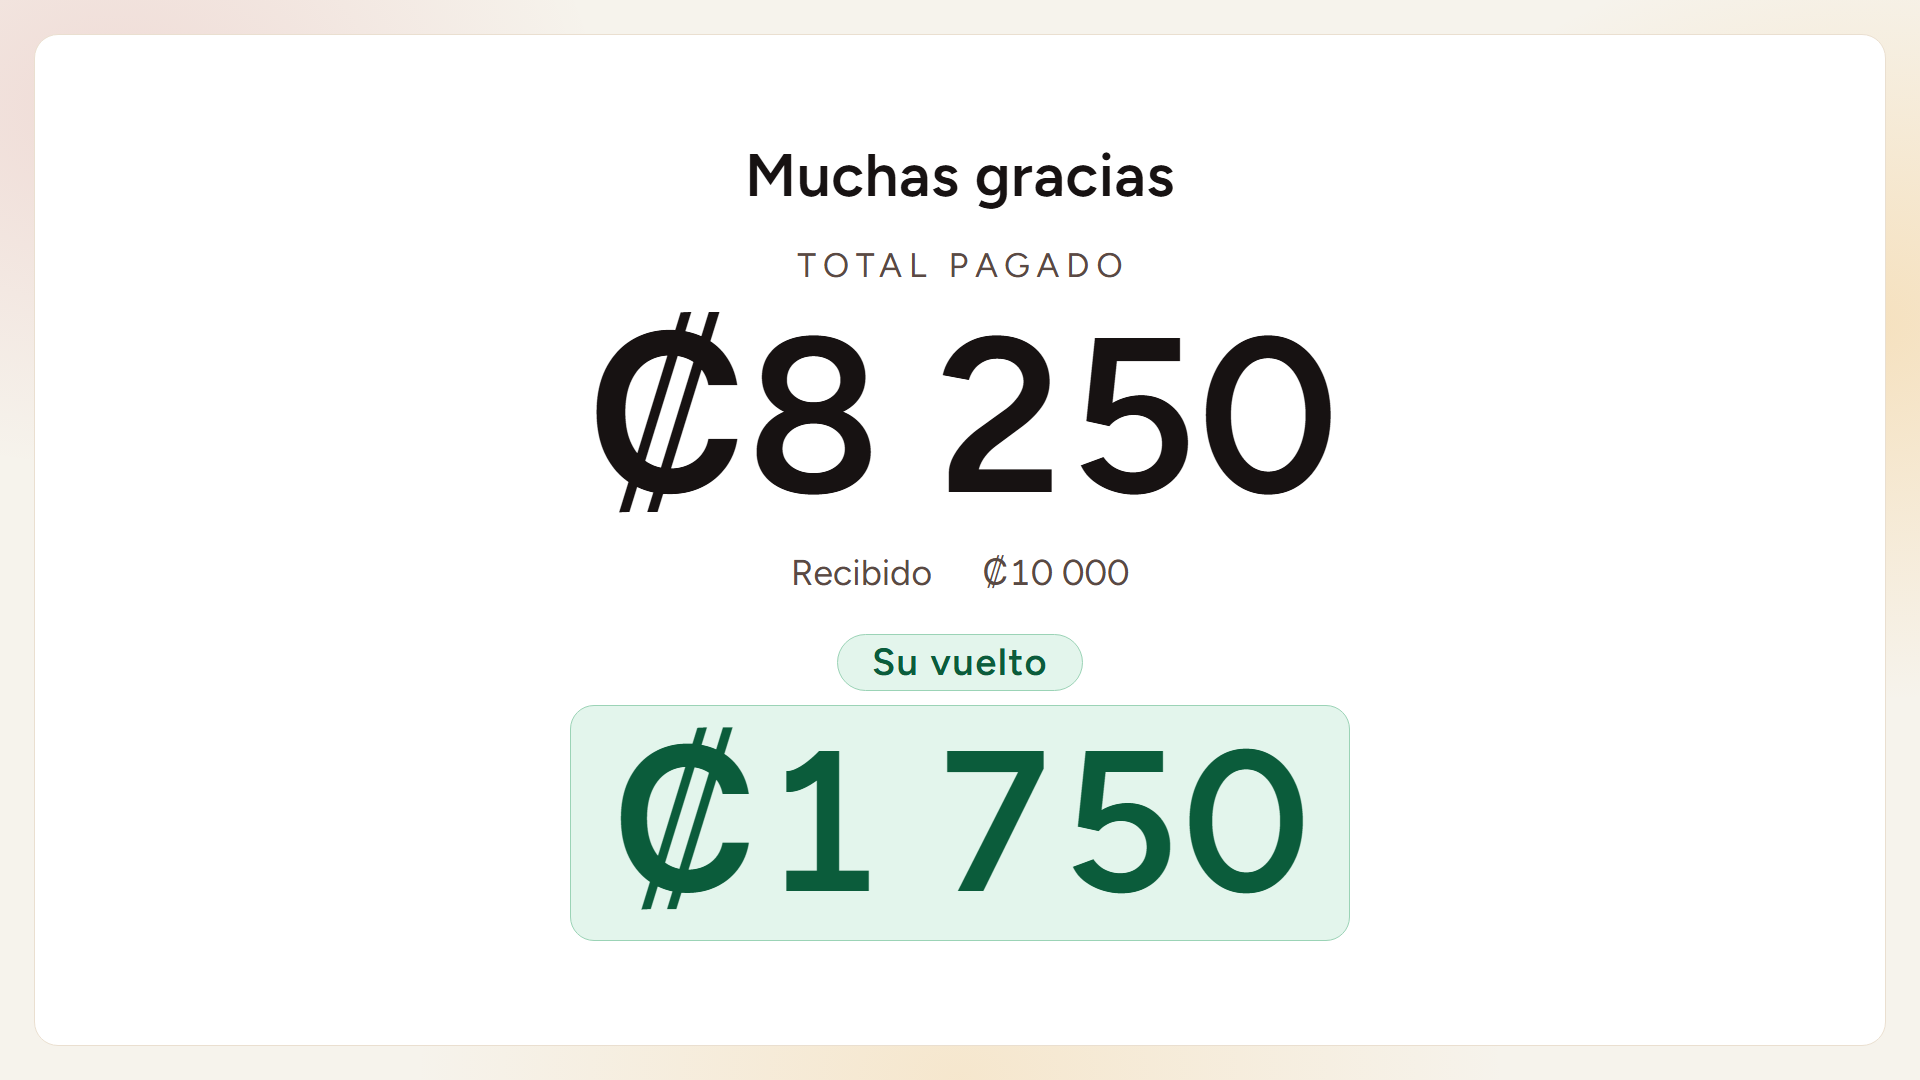 Muchas gracias
TOTAL PAGADO
₡8 250
Recibido ₡10 000
Su vuelto
₡1 750